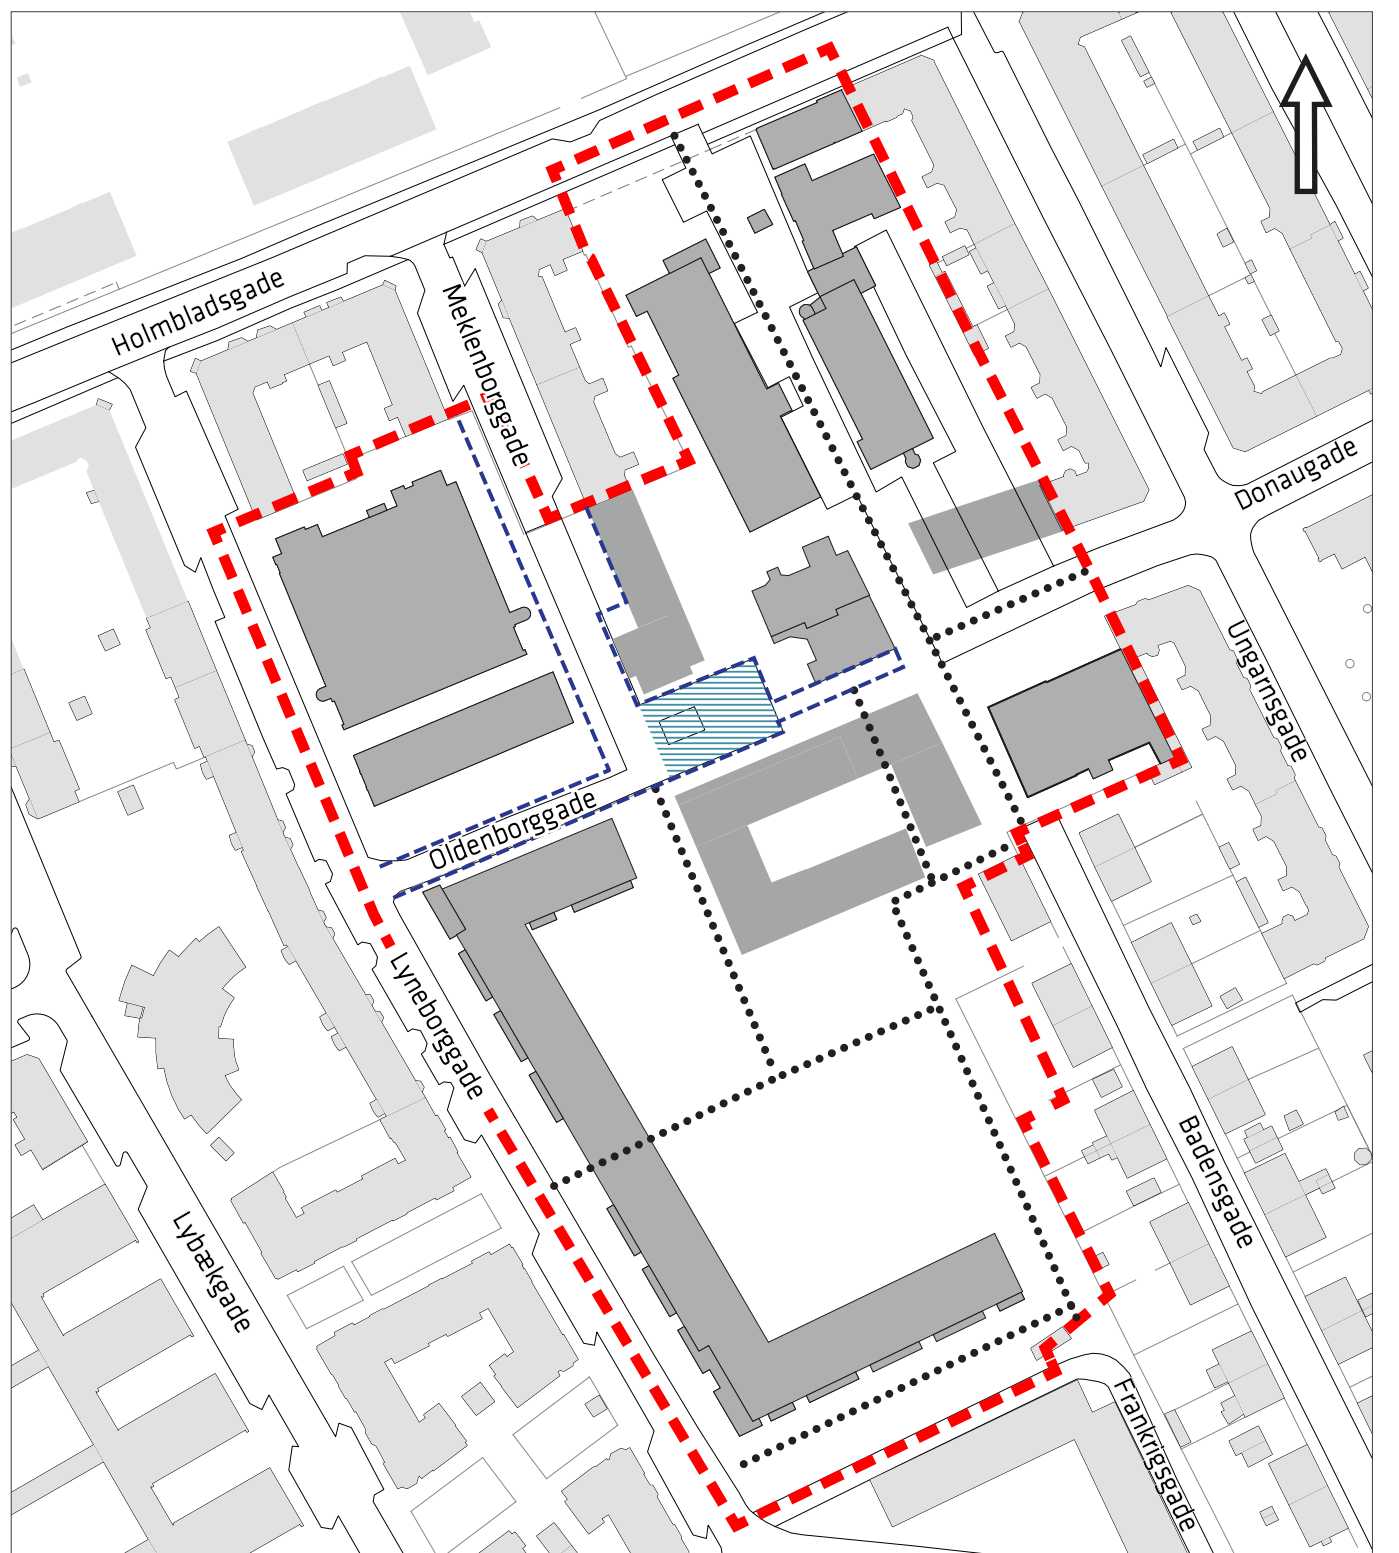 Holmbladsgade
Meklenborggade
Donaugade
Ungarnsgade
Oldenborggade
Lyneborggade
Badensgade
Lybækgade
Frankrigsgade